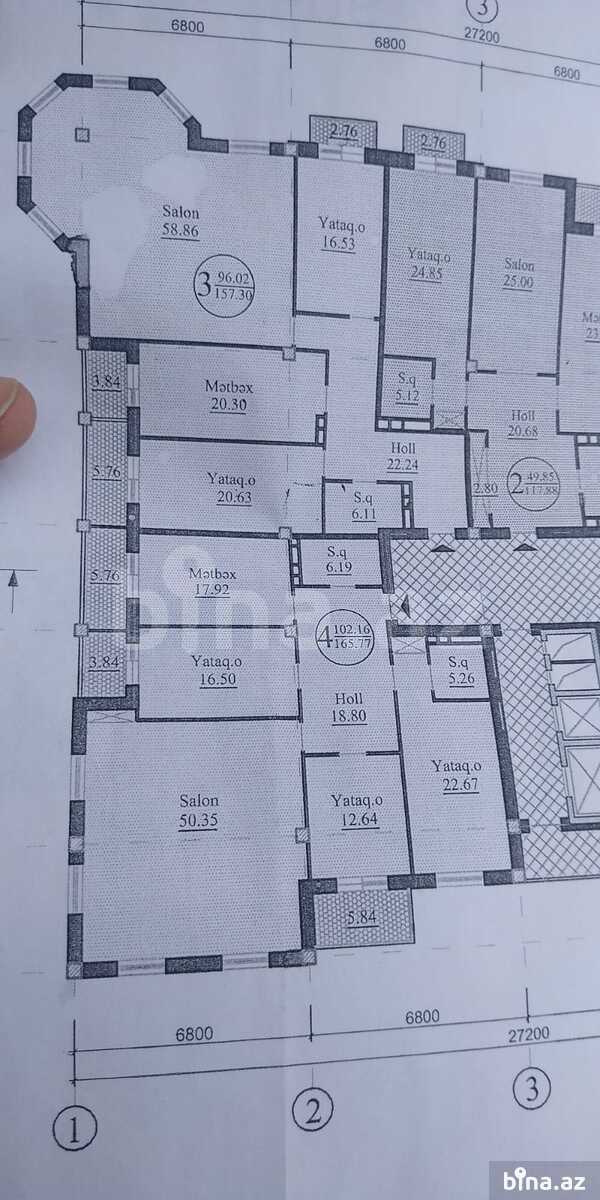 3
6800
27200
6800
6800
2.76
2.76
Salon
58.86
Yataq.o
16.53
Yataq.o
24.85
Salon
25.00
3 96.02
157.30
3.84
Mətbəx
20.30
S.q
5.12
Holl
20.68
Holl
22.24
5.76
Yataq.o
20.63
S.q
6.11
2.80
2 49.85
117.88
5.76
Mətbəx
17.92
S.q
6.19
bina.az
4 102.16
165.77
3.84
Yataq.o
16.50
S.q
5.26
Holl
18.80
Salon
50.35
Yataq.o
12.64
Yataq.o
22.67
5.84
6800
6800
27200
1
2
3
bina.az